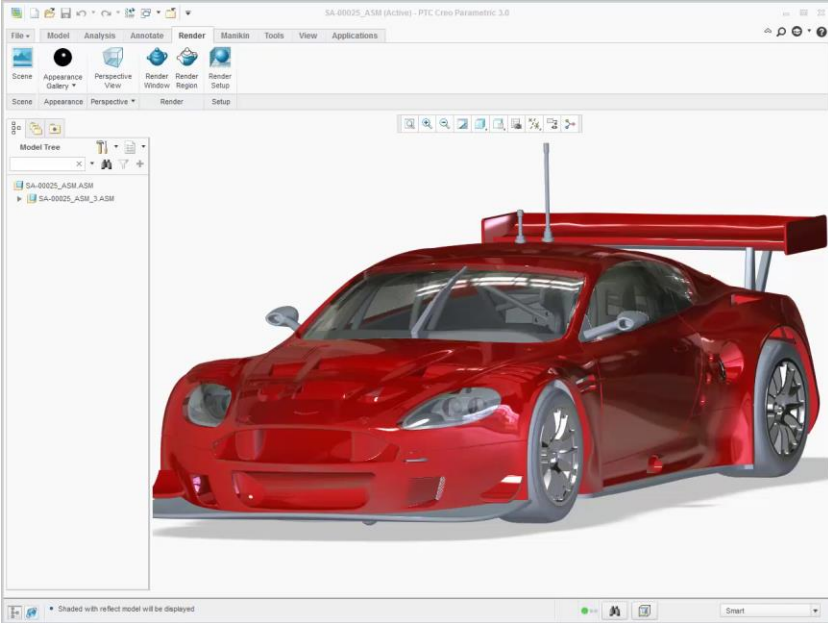 SA-00025_ASM (Active) - PTC Creo Parametric 3.0
File Model Analysis Annotate Render Manikin Tools View Applications
Scene Appearance Gallery Perspective View Render Window Render Region Render Setup
Scene Appearance Perspective Render Setup
Model Tree
SA-00025_ASM.ASM
SA-00025_ASM_3.ASM
Shaded with reflect model will be displayed
Smart